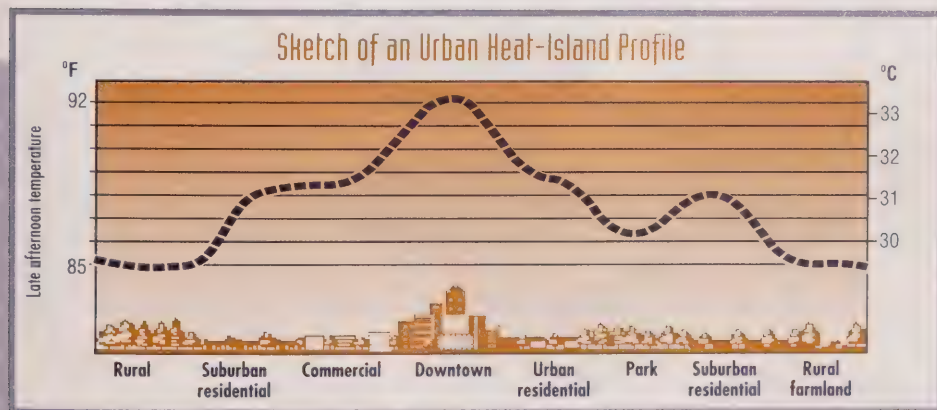 Sketch of an Urban Heat-Island Profile
°F
°C
92
33
32
31
30
85
Late afternoon temperature
Rural
Suburban residential
Commercial
Downtown
Urban residential
Park
Suburban residential
Rural farmland